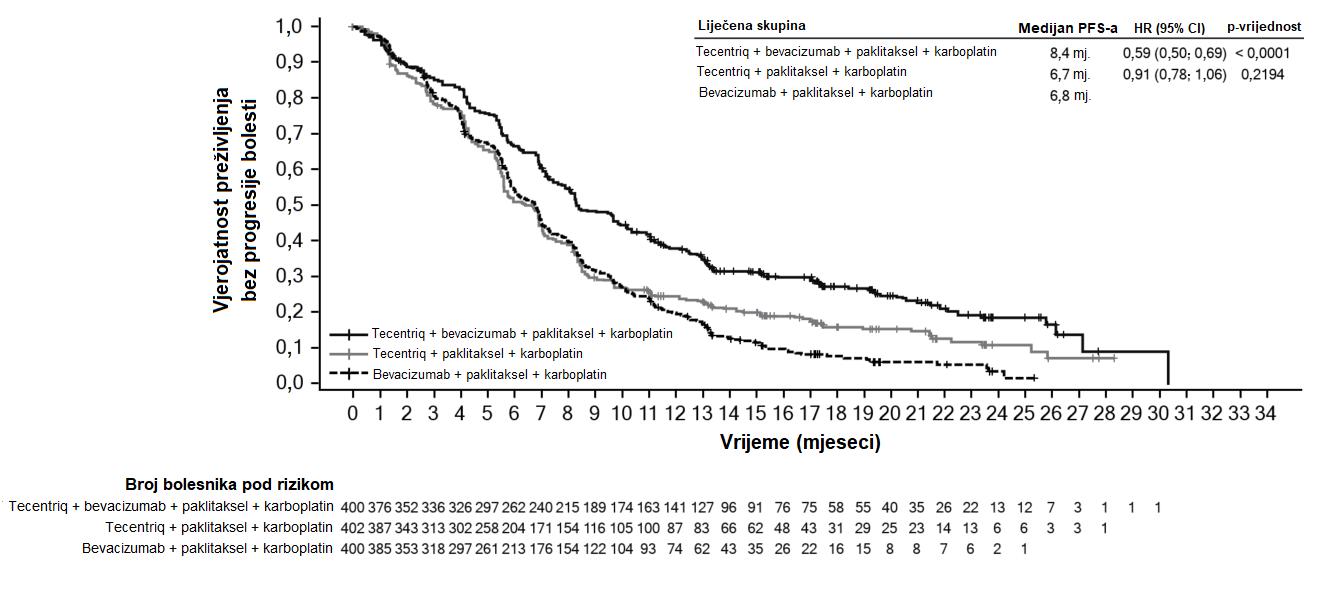 Liječena skupina Medijan PFS-a HR (95% CI) p-vrijednost
Tecentriq + bevacizumab + paklitaksel + karboplatin 8,4 mj. 0,59 (0,50; 0,69) < 0,0001
Tecentriq + paklitaksel + karboplatin 6,7 mj. 0,91 (0,78; 1,06) 0,2194
Bevacizumab + paklitaksel + karboplatin 6,8 mj.
Vjerojatnost preživljenja
bez progresije bolesti
1,0
0,9
0,8
0,7
0,6
0,5
0,4
0,3
0,2
0,1
0,0
Tecentriq + bevacizumab + paklitaksel + karboplatin
Tecentriq + paklitaksel + karboplatin
Bevacizumab + paklitaksel + karboplatin
0 1 2 3 4 5 6 7 8 9 10 11 12 13 14 15 16 17 18 19 20 21 22 23 24 25 26 27 28 29 30 31 32 33 34
Vrijeme (mjeseci)
Broj bolesnika pod rizikom
Tecentriq + bevacizumab + paklitaksel + karboplatin 400 376 352 336 326 297 262 240 215 189 174 163 141 127 96 91 76 75 58 55 40 35 26 22 13 12 7 3 1 1 1
Tecentriq + paklitaksel + karboplatin 402 387 343 313 302 258 204 171 154 116 105 100 87 83 66 62 48 43 31 29 25 23 14 13 6 6 3 3 1
Bevacizumab + paklitaksel + karboplatin 400 385 353 318 297 261 213 176 154 122 104 93 74 62 43 35 26 22 16 15 8 8 7 6 2 1